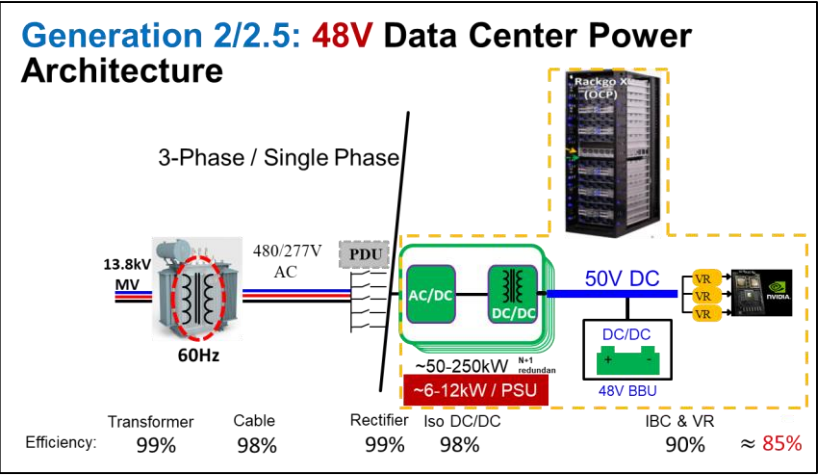 Generation 2/2.5: 48V Data Center Power
Architecture
Rackgo X
(OCP)
3-Phase / Single Phase
13.8kV
MV
480/277V
AC
PDU
60Hz
AC/DC
DC/DC
50V DC
VR
VR
VR
NVIDIA
DC/DC
+ -
48V BBU
~50-250kW
N+1
redundan
~6-12kW / PSU
Transformer Cable Rectifier Iso DC/DC IBC & VR
Efficiency: 99% 98% 99% 98% 90% ≈ 85%